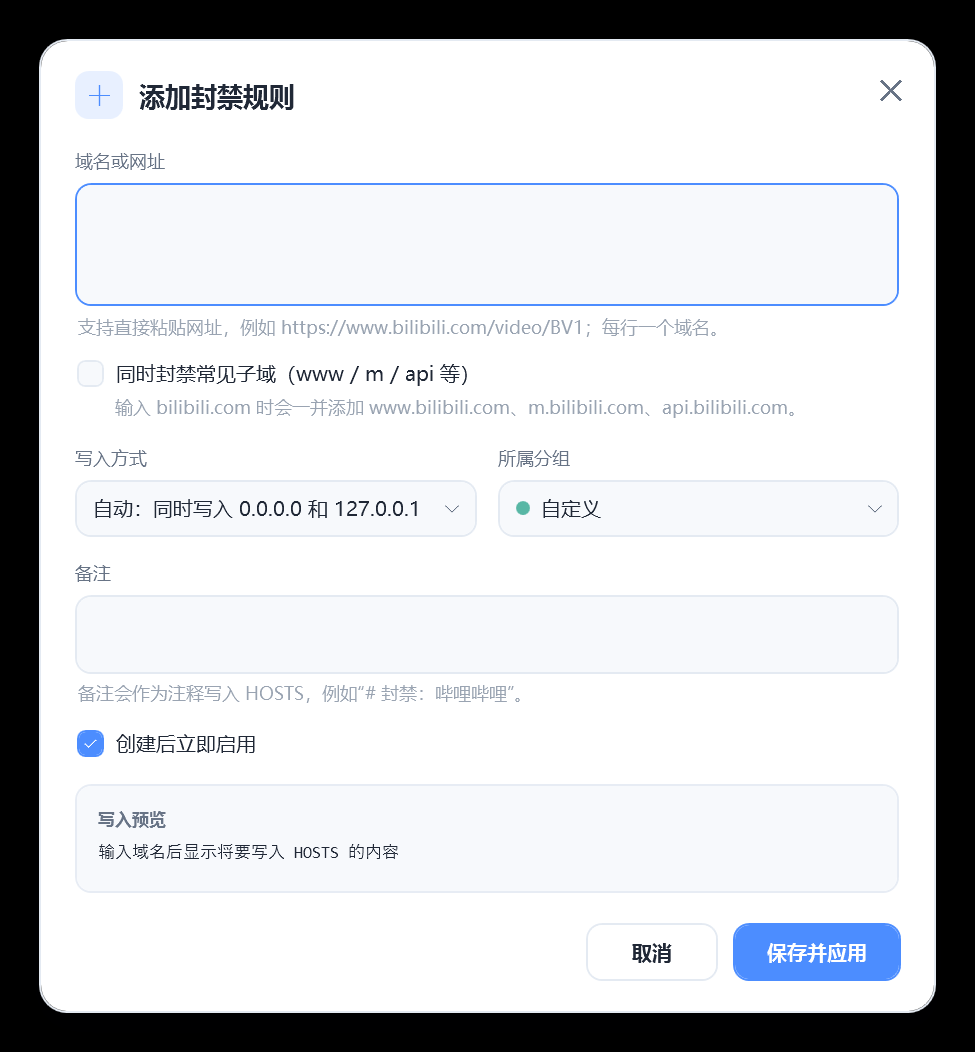 添加封禁规则
域名或网址
支持直接粘贴网址，例如 https://www.bilibili.com/video/BV1；每行一个域名。
同时封禁常见子域（www / m / api 等）
输入 bilibili.com 时会一并添加 www.bilibili.com、m.bilibili.com、api.bilibili.com。
写入方式
所属分组
自动：同时写入 0.0.0.0 和 127.0.0.1
自定义
备注
备注会作为注释写入 HOSTS，例如“# 封禁：哔哩哔哩”。
创建后立即启用
写入预览
输入域名后显示将要写入 HOSTS 的内容
取消
保存并应用